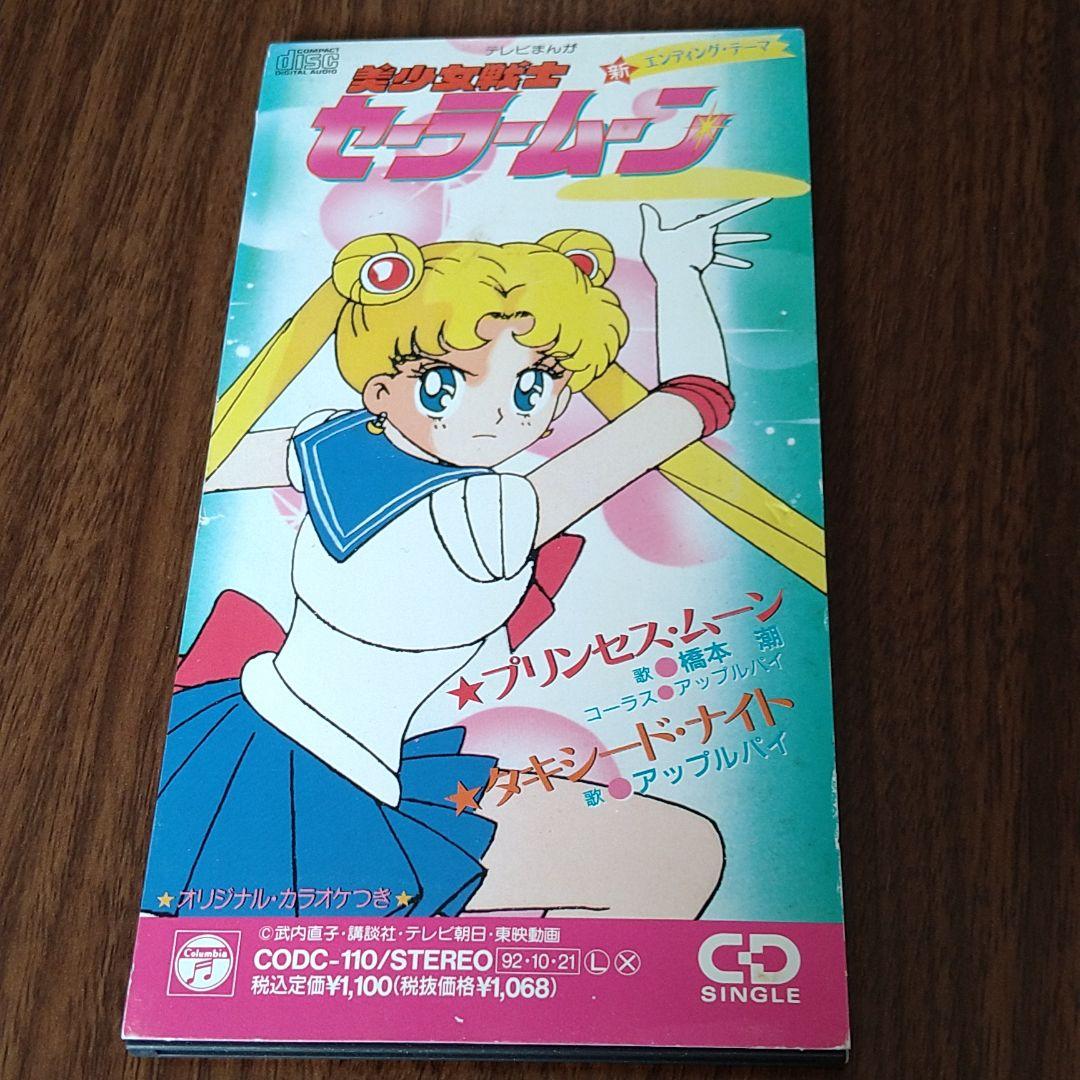 COMPACT
disc
DIGITAL AUDIO
テレビまんが
新
エンディング・テーマ
美少女戦士
セーラームーン
★プリンセス・ムーン
歌●橋本 潮
コーラス●アップルパイ
★タキシード・ナイト
歌●アップルパイ
★オリジナル・カラオケつき★
©武内直子・講談社・テレビ朝日・東映動画
Columbia
CODC-110/STEREO 92・10・21 Ⓛ Ⓧ
税込定価¥1,100(税抜価格¥1,068)
CD
SINGLE